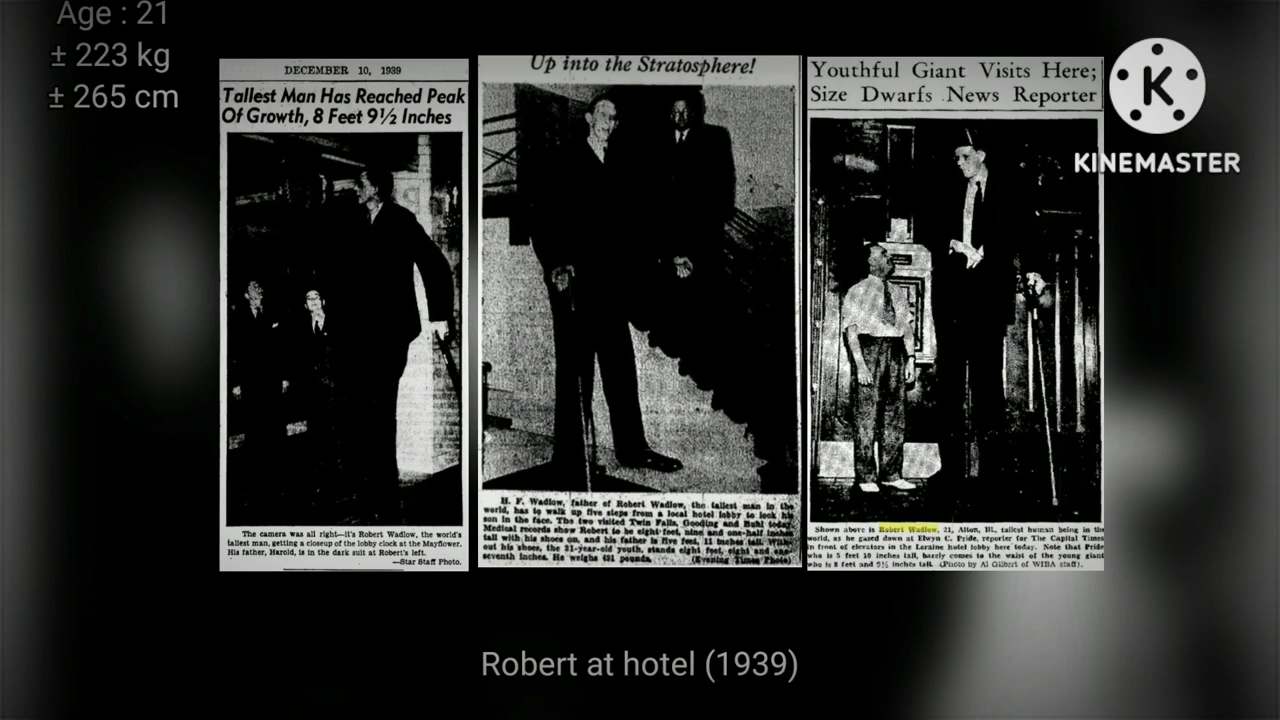 Age : 21
± 223 kg
± 265 cm
DECEMBER 10, 1939
Tallest Man Has Reached Peak
Of Growth, 8 Feet 9½ Inches
The camera was all right—it's Robert Wadlow, the world's
tallest man, getting a closeup of the lobby clock at the Mayflower.
His father, Harold, is in the dark suit at Robert's left.
—Star Staff Photo.
Up into the Stratosphere!
H. F. Wadlow, father of Robert Wadlow, the tallest man in the
world, has to walk up five steps from a local hotel lobby to look his
son in the face. The two visited Twin Falls, Gooding and Buhl today.
Medical records show Robert to be eight feet, nine and one-half inches
tall with his shoes on, and his father is five feet, 11 inches tall. With-
out his shoes, the 21-year-old youth, stands eight feet, eight and one
seventh inches. He weighs 491 pounds. (Evening Times Photo)
Youthful Giant Visits Here;
Size Dwarfs News Reporter
Shown above is Robert Wadlow, 21, Alton, Ill., tallest human being in the
world, as he gazed down at Elwyn C. Pride, reporter for The Capital Times
in front of elevators in the Loraine hotel lobby here today. Note that Pride
who is 5 feet 10 inches tall, barely comes to the waist of the young giant
who is 8 feet and 9½ inches tall. (Photo by Al Gilbert of WIBA staff).
K
KINEMASTER
Robert at hotel (1939)